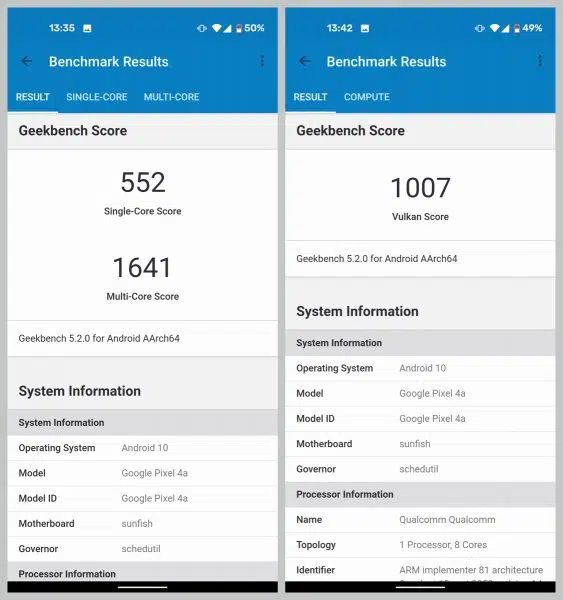 13:35 50%
Benchmark Results
RESULT SINGLE-CORE MULTI-CORE
Geekbench Score
552
Single-Core Score
1641
Multi-Core Score
Geekbench 5.2.0 for Android AArch64
System Information
System Information
Operating System Android 10
Model Google Pixel 4a
Model ID Google Pixel 4a
Motherboard sunfish
Governor schedutil
Processor Information
13:42 49%
Benchmark Results
RESULT COMPUTE
Geekbench Score
1007
Vulkan Score
Geekbench 5.2.0 for Android AArch64
System Information
System Information
Operating System Android 10
Model Google Pixel 4a
Model ID Google Pixel 4a
Motherboard sunfish
Governor schedutil
Processor Information
Name Qualcomm Qualcomm
Topology 1 Processor, 8 Cores
Identifier ARM implementer 81 architecture